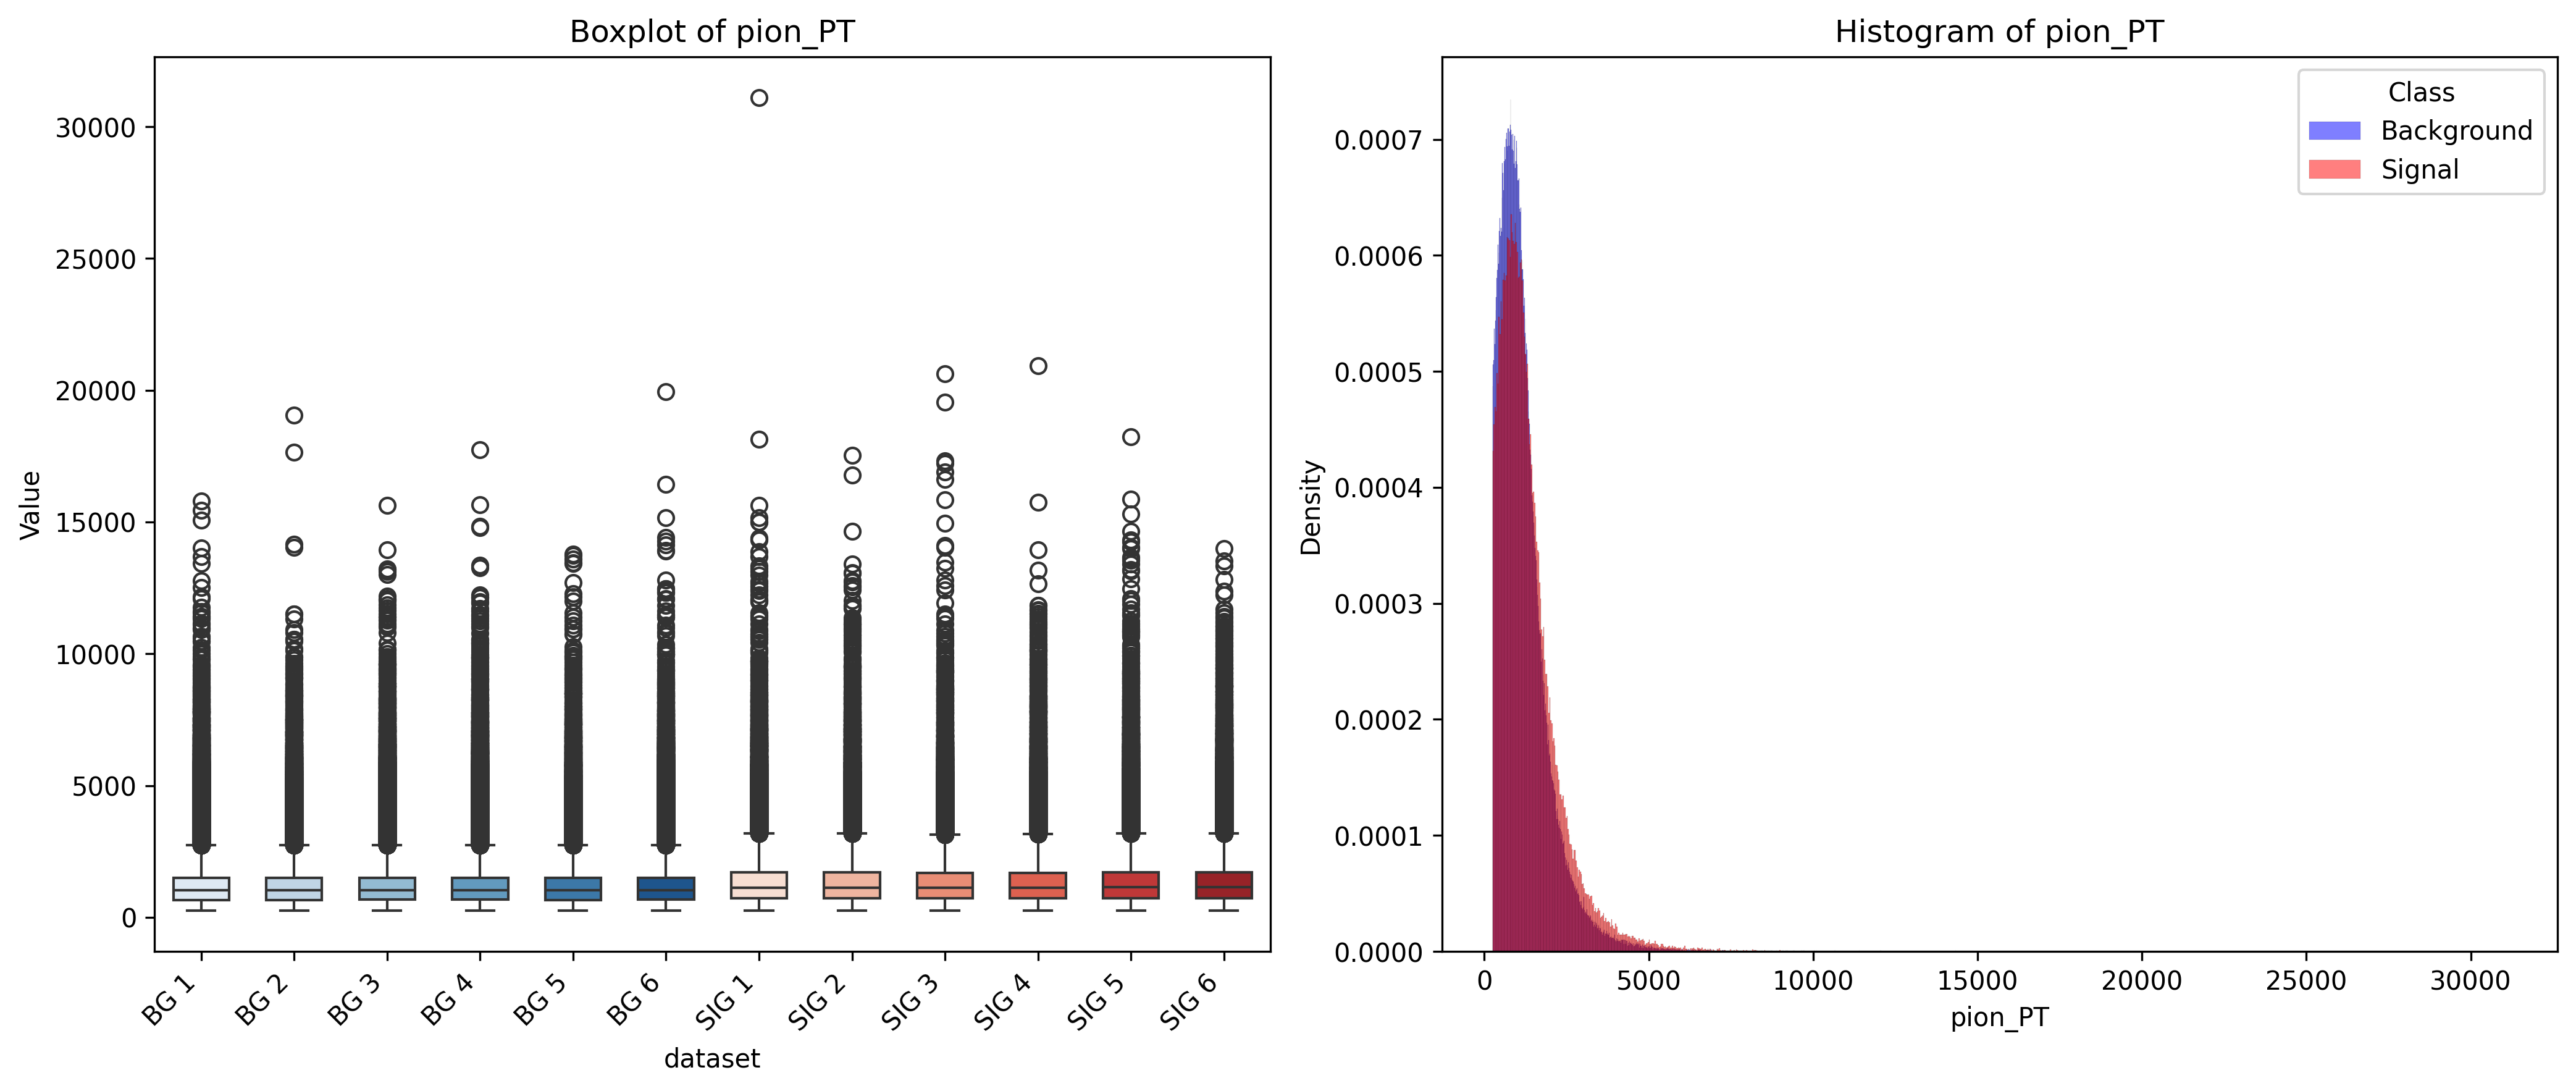 Boxplot of pion_PT
30000
25000
20000
15000
10000
5000
0
Value
BG 1
BG 2
BG 3
BG 4
BG 5
BG 6
SIG 1
SIG 2
SIG 3
SIG 4
SIG 5
SIG 6
dataset
Histogram of pion_PT
Class
Background
Signal
0.0007
0.0006
0.0005
0.0004
0.0003
0.0002
0.0001
0.0000
Density
0
5000
10000
15000
20000
25000
30000
pion_PT